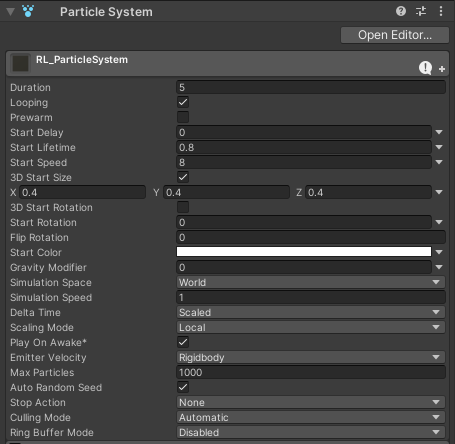 Particle System
Open Editor...
RL_ParticleSystem
Duration 5
Looping
Prewarm
Start Delay 0
Start Lifetime 0.8
Start Speed 8
3D Start Size
X 0.4 Y 0.4 Z 0.4
3D Start Rotation
Start Rotation 0
Flip Rotation 0
Start Color
Gravity Modifier 0
Simulation Space World
Simulation Speed 1
Delta Time Scaled
Scaling Mode Local
Play On Awake*
Emitter Velocity Rigidbody
Max Particles 1000
Auto Random Seed
Stop Action None
Culling Mode Automatic
Ring Buffer Mode Disabled